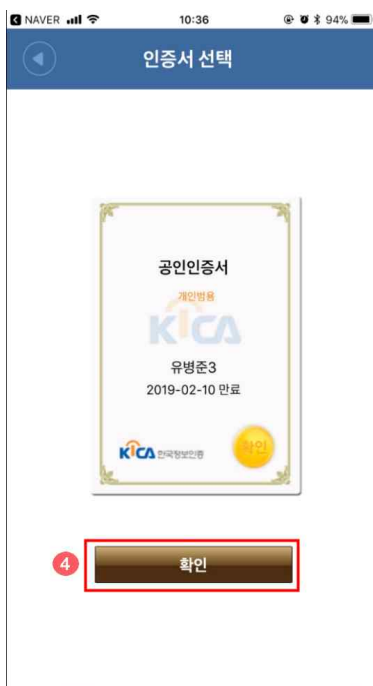 NAVER 10:36 94%
인증서 선택
공인인증서
개인범용
KICA
유병준3
2019-02-10 만료
KICA 한국정보인증
확인
4 확인